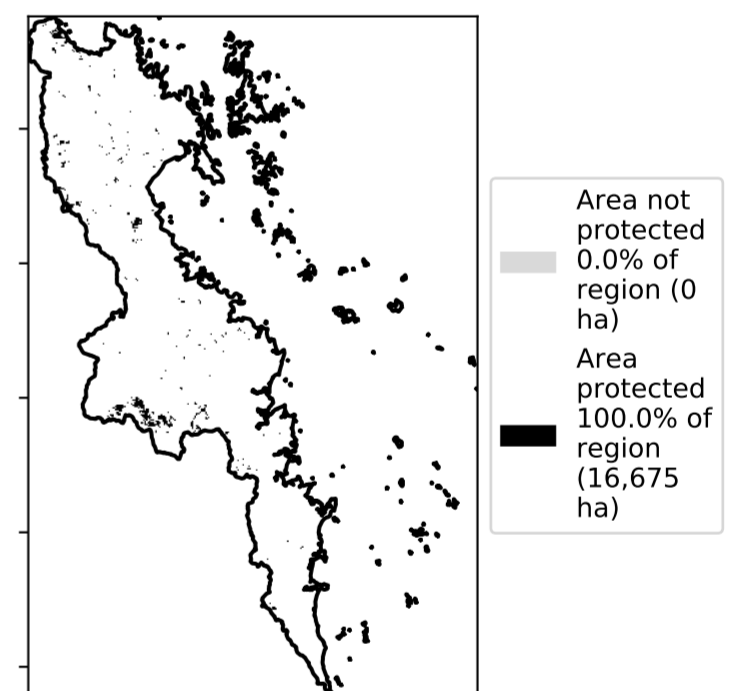 Area not
protected
0.0% of
region (0
ha)
Area
protected
100.0% of
region
(16,675
ha)